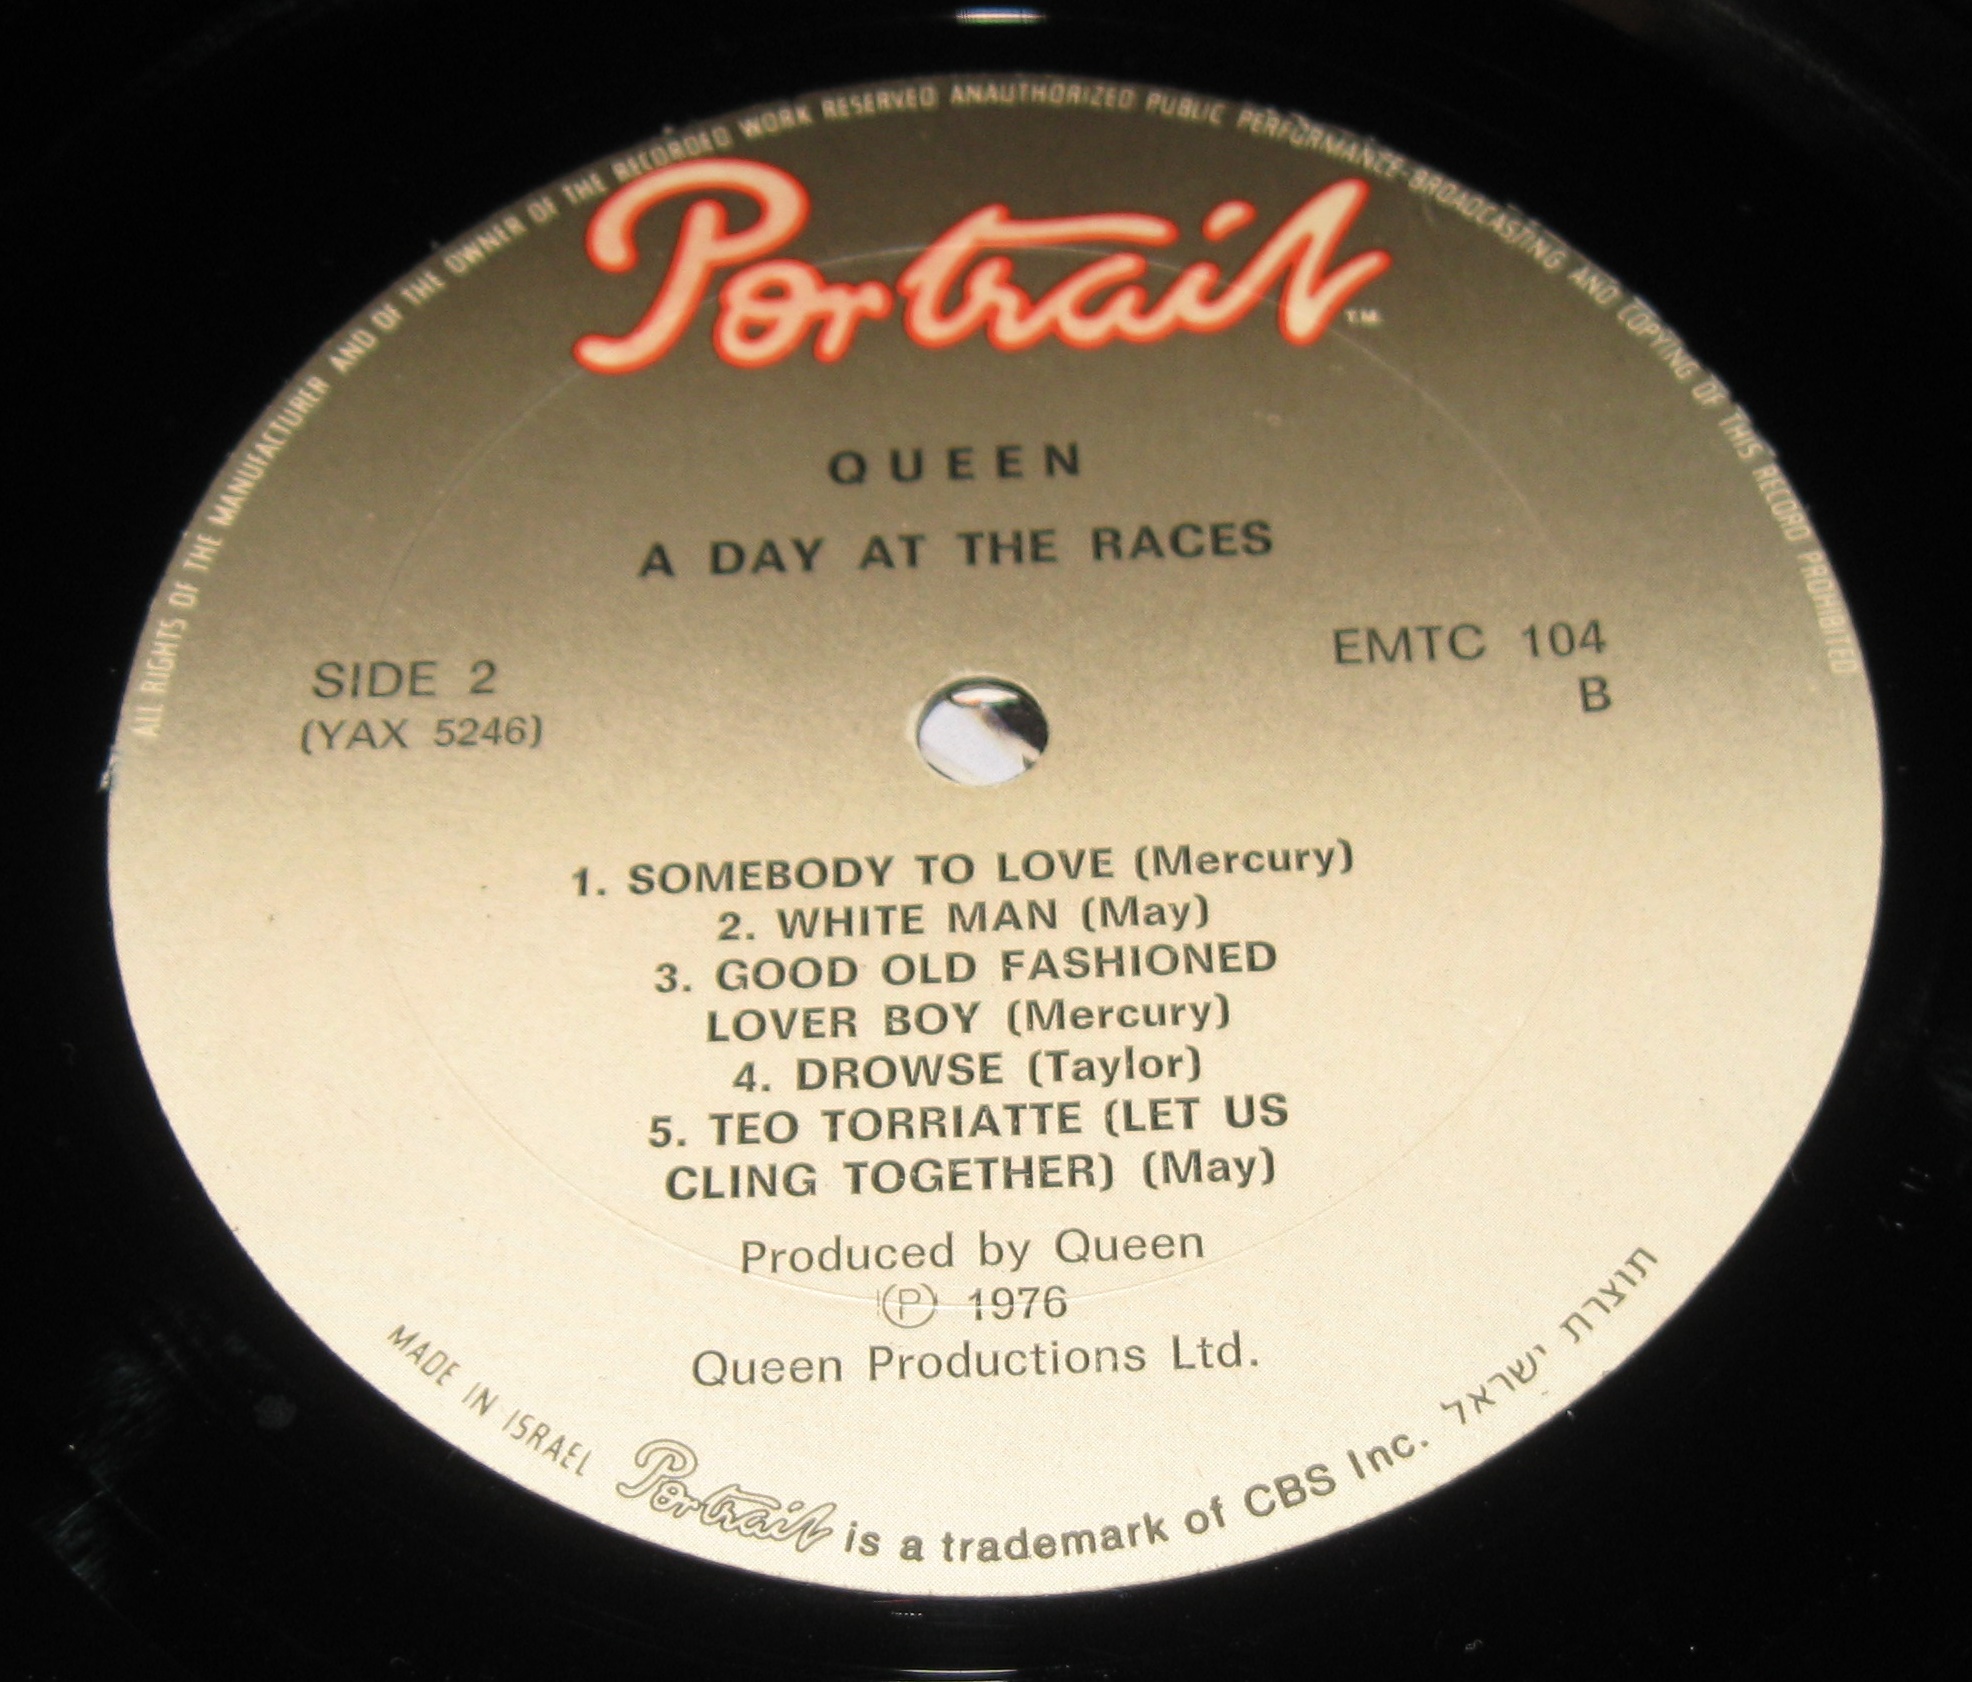 ALL RIGHTS OF THE MANUFACTURER AND OF THE OWNER OF THE RECORDED WORK RESERVED ANAUTHORIZED PUBLIC PERFORMANCE-BROADCASTING AND COPYING OF THIS RECORD PROHIBITED
Portrait TM
QUEEN
A DAY AT THE RACES
SIDE 2
(YAX 5246)
EMTC 104
B
1. SOMEBODY TO LOVE (Mercury)
2. WHITE MAN (May)
3. GOOD OLD FASHIONED
LOVER BOY (Mercury)
4. DROWSE (Taylor)
5. TEO TORRIATTE (LET US
CLING TOGETHER) (May)
Produced by Queen
Ⓟ 1976
Queen Productions Ltd.
MADE IN ISRAEL Portrait is a trademark of CBS Inc. תוצרת ישראל